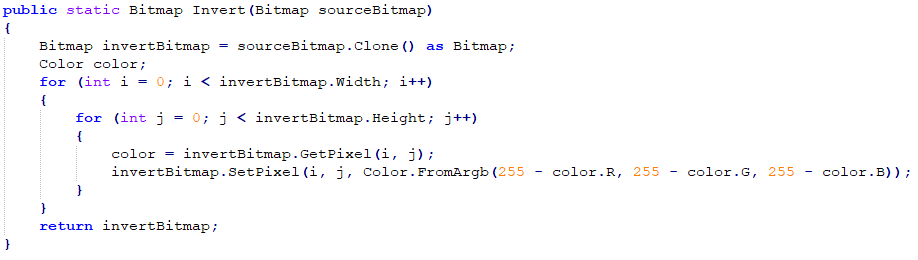 public static Bitmap Invert(Bitmap sourceBitmap)
{
    Bitmap invertBitmap = sourceBitmap.Clone() as Bitmap;
    Color color;
    for (int i = 0; i < invertBitmap.Width; i++)
    {
        for (int j = 0; j < invertBitmap.Height; j++)
        {
            color = invertBitmap.GetPixel(i, j);
            invertBitmap.SetPixel(i, j, Color.FromArgb(255 - color.R, 255 - color.G, 255 - color.B));
        }
    }
    return invertBitmap;
}